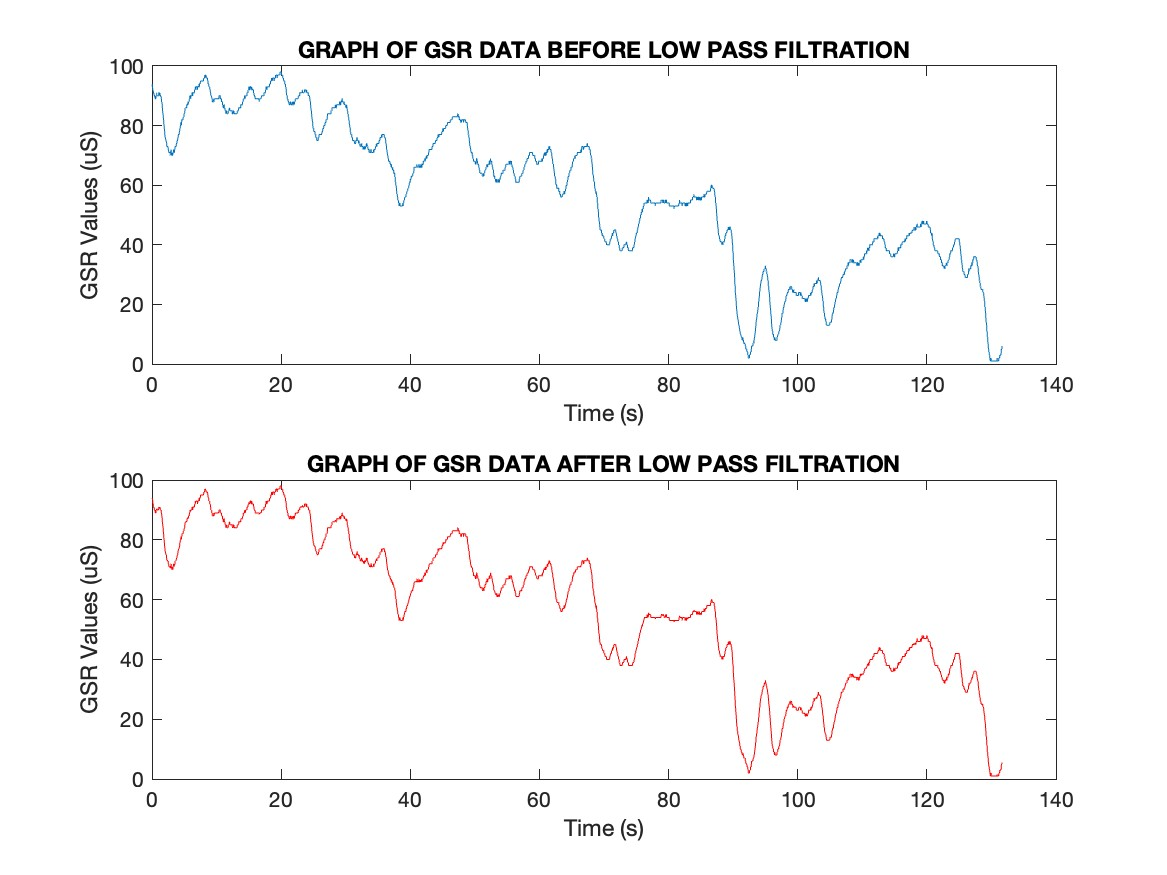 GRAPH OF GSR DATA BEFORE LOW PASS FILTRATION
100
80
60
40
20
0
GSR Values (uS)
0 20 40 60 80 100 120 140
Time (s)
GRAPH OF GSR DATA AFTER LOW PASS FILTRATION
100
80
60
40
20
0
GSR Values (uS)
0 20 40 60 80 100 120 140
Time (s)